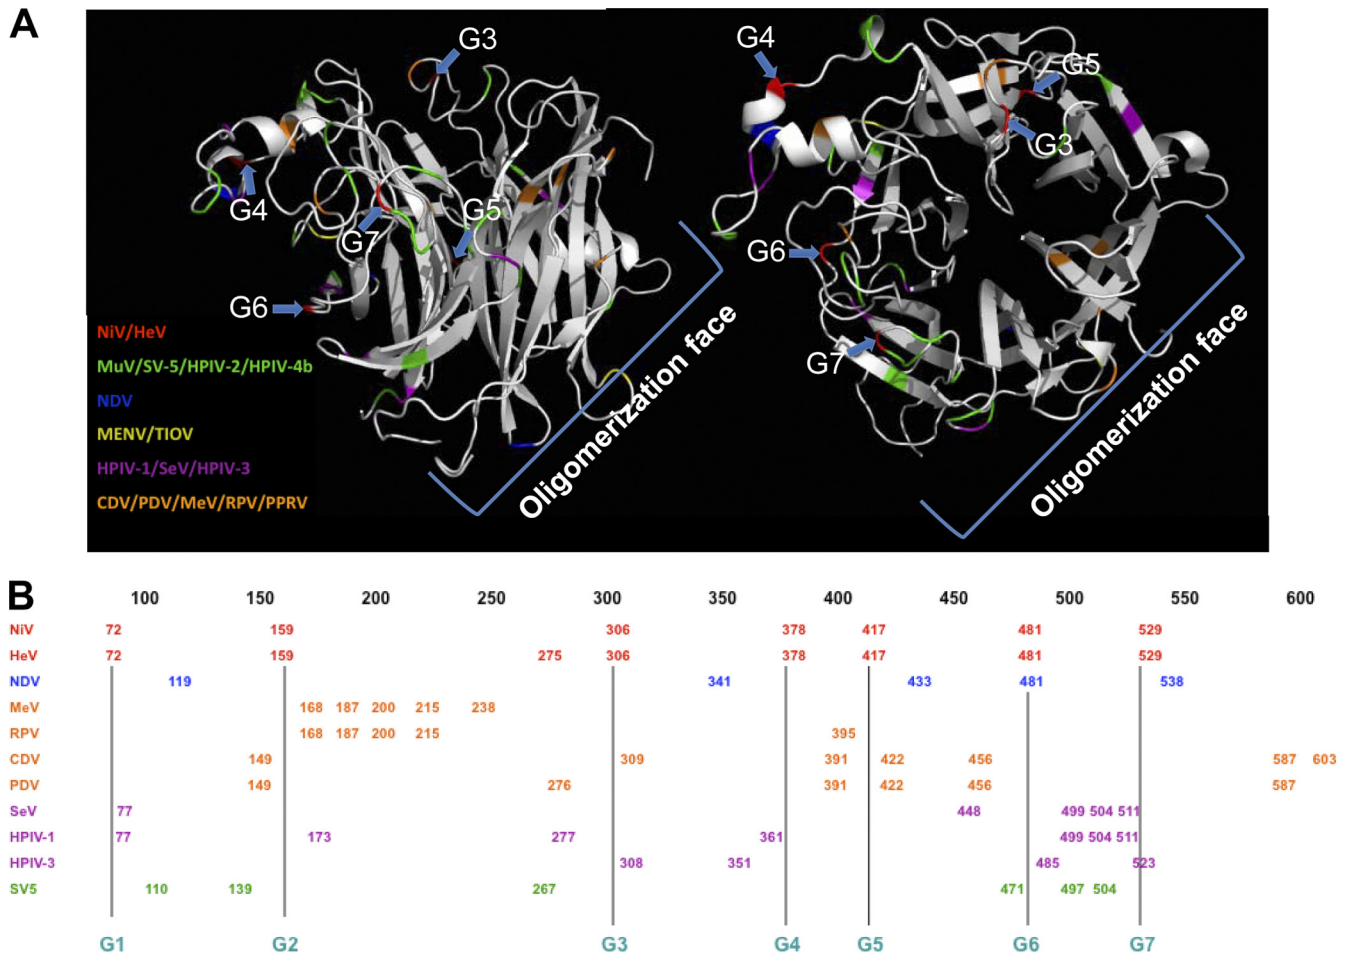 A
G3
G4
G5
G7
G6
Oligomerization face
G4
G5
G3
G6
G7
Oligomerization face
NiV/HeV
MuV/SV-5/HPIV-2/HPIV-4b
NDV
MENV/TIOV
HPIV-1/SeV/HPIV-3
CDV/PDV/MeV/RPV/PPRV
B
100 150 200 250 300 350 400 450 500 550 600
NiV 72 159 306 378 417 481 529
HeV 72 159 275 306 378 417 481 529
NDV 119 341 433 481 538
MeV 168 187 200 215 238
RPV 168 187 200 215 395
CDV 149 309 391 422 456 587 603
PDV 149 276 391 422 456 587
SeV 77 448 499 504 511
HPIV-1 77 173 277 361 499 504 511
HPIV-3 308 351 485 523
SV5 110 139 267 471 497 504
G1 G2 G3 G4 G5 G6 G7